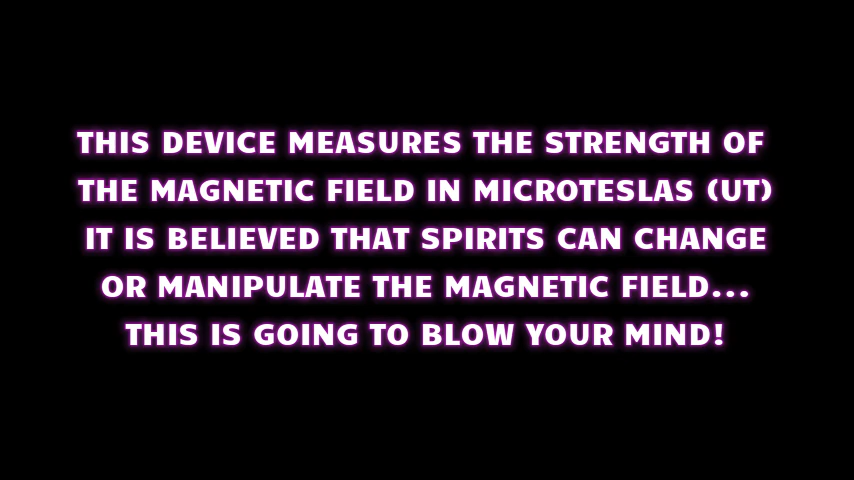 THIS DEVICE MEASURES THE STRENGTH OF
THE MAGNETIC FIELD IN MICROTESLAS (UT)
IT IS BELIEVED THAT SPIRITS CAN CHANGE
OR MANIPULATE THE MAGNETIC FIELD...
THIS IS GOING TO BLOW YOUR MIND!